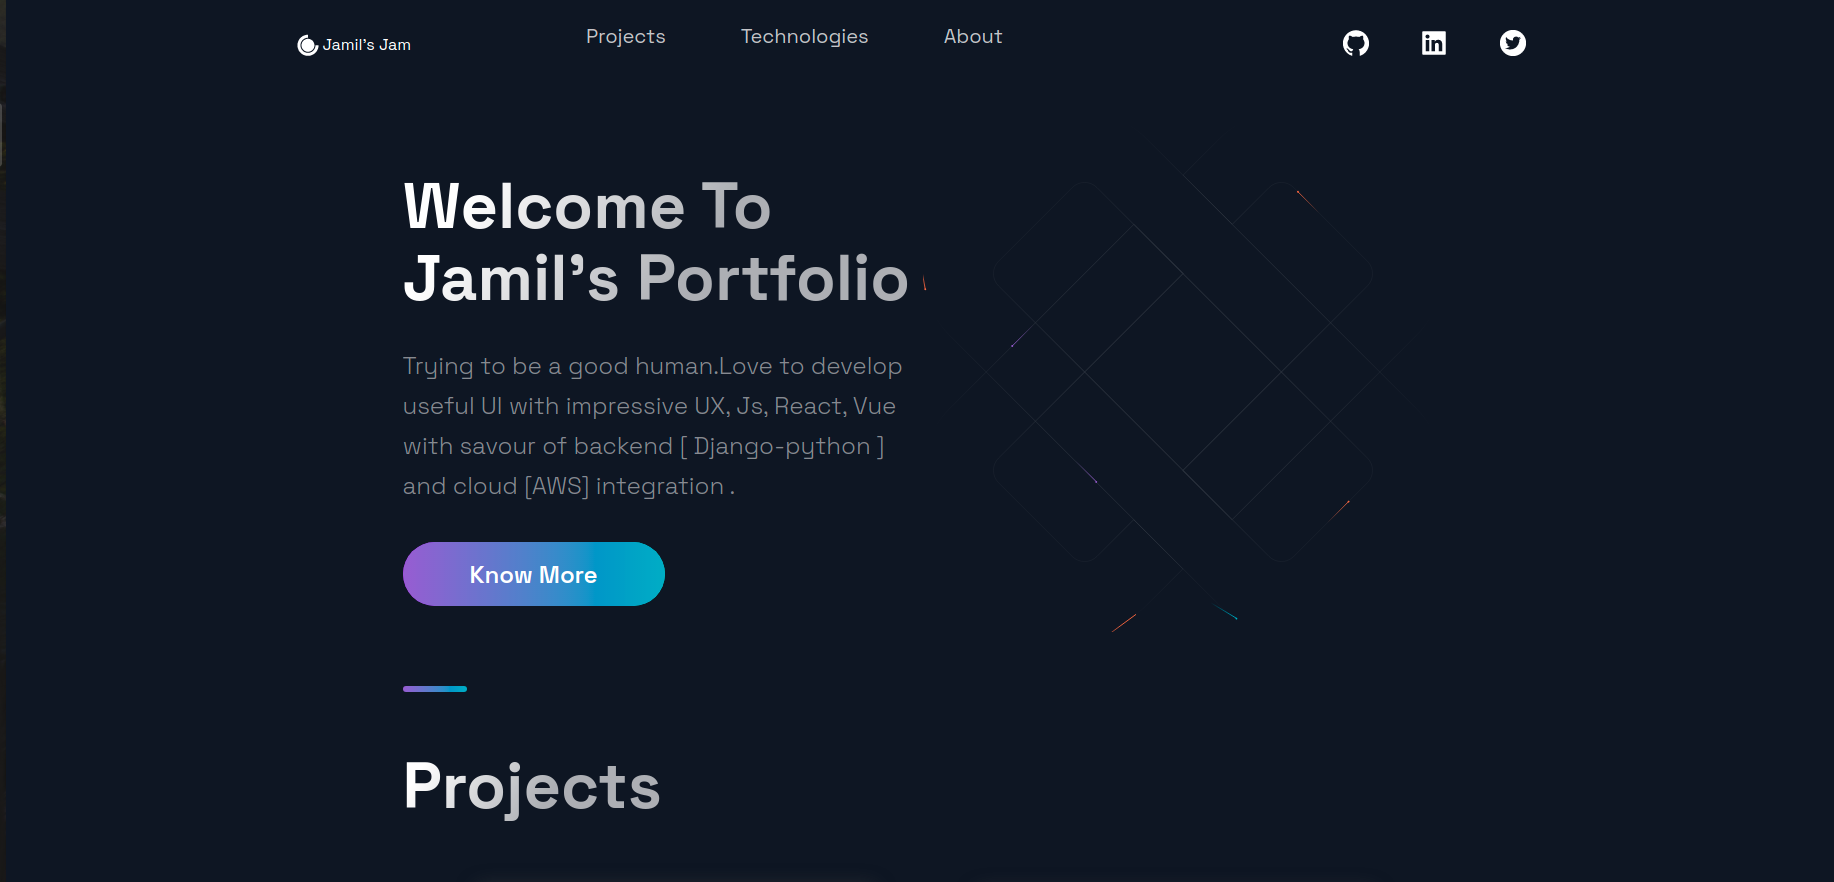 Jamil's Jam
Projects
Technologies
About
Welcome To
Jamil's Portfolio
Trying to be a good human.Love to develop
useful UI with impressive UX, Js, React, Vue
with savour of backend [ Django-python ]
and cloud [AWS] integration .
Know More
Projects